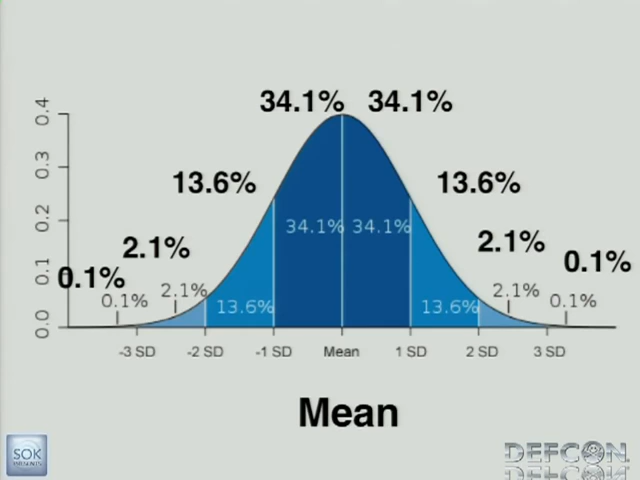 34.1% 34.1%
0.4
0.3
13.6% 13.6%
0.2
34.1% 34.1%
2.1% 2.1%
0.1% 0.1%
0.1
0.1% 2.1% 13.6% 13.6% 2.1% 0.1%
0.0
-3 SD -2 SD -1 SD Mean 1 SD 2 SD 3 SD
Mean
SOK
PRESENTS
DEFCON.